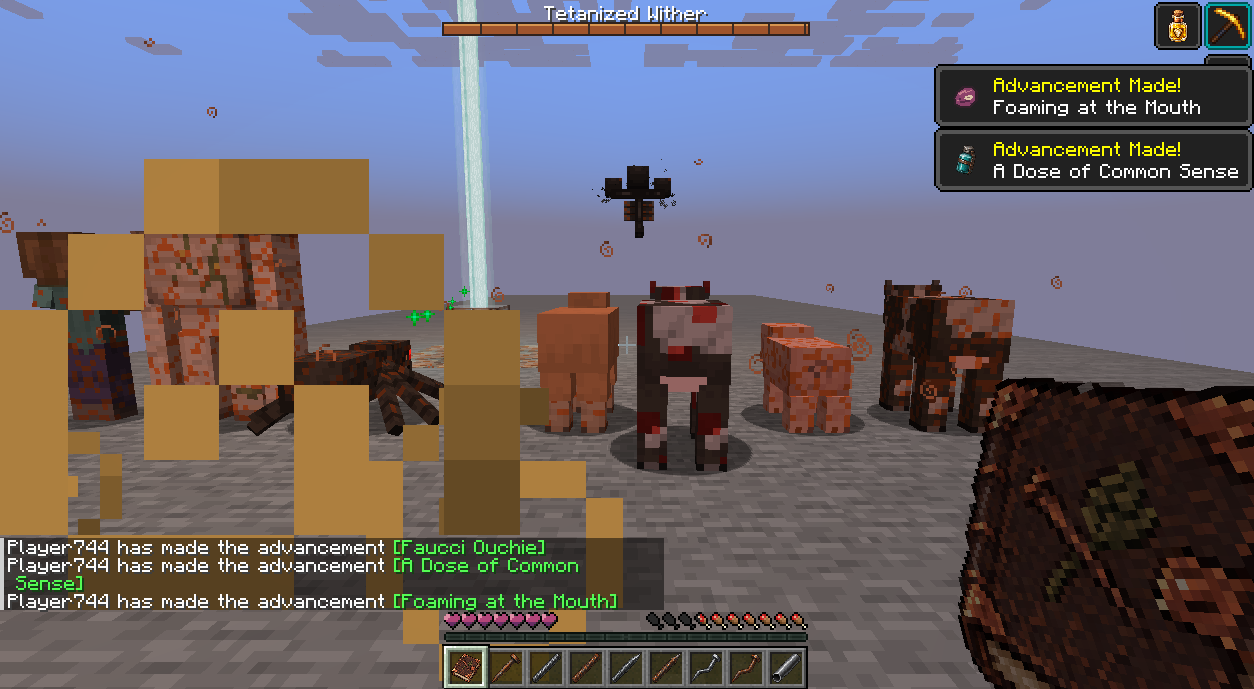 Tetanized Wither
Advancement Made!
Foaming at the Mouth
Advancement Made!
A Dose of Common Sense
Player744 has made the advancement [Faucci Ouchie]
Player744 has made the advancement [A Dose of Common
Sense]
Player744 has made the advancement [Foaming at the Mouth]